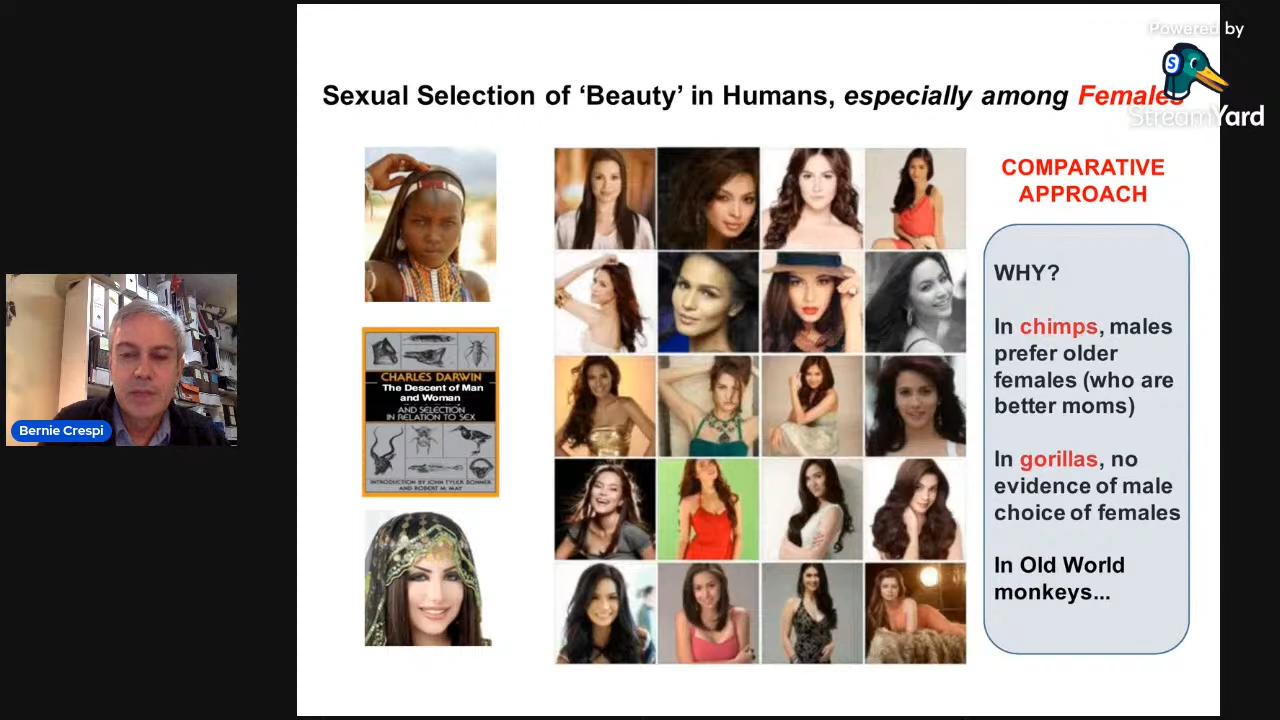 Powered by
S
StreamYard
Sexual Selection of ‘Beauty’ in Humans, especially among Females
COMPARATIVE
APPROACH
WHY?
In chimps, males
prefer older
females (who are
better moms)
In gorillas, no
evidence of male
choice of females
In Old World
monkeys...
CHARLES DARWIN
The Descent of Man
and Woman
AND SELECTION
IN RELATION TO SEX
INTRODUCTION BY JOHN TYLER BONNER
AND ROBERT M. MAY
Bernie Crespi